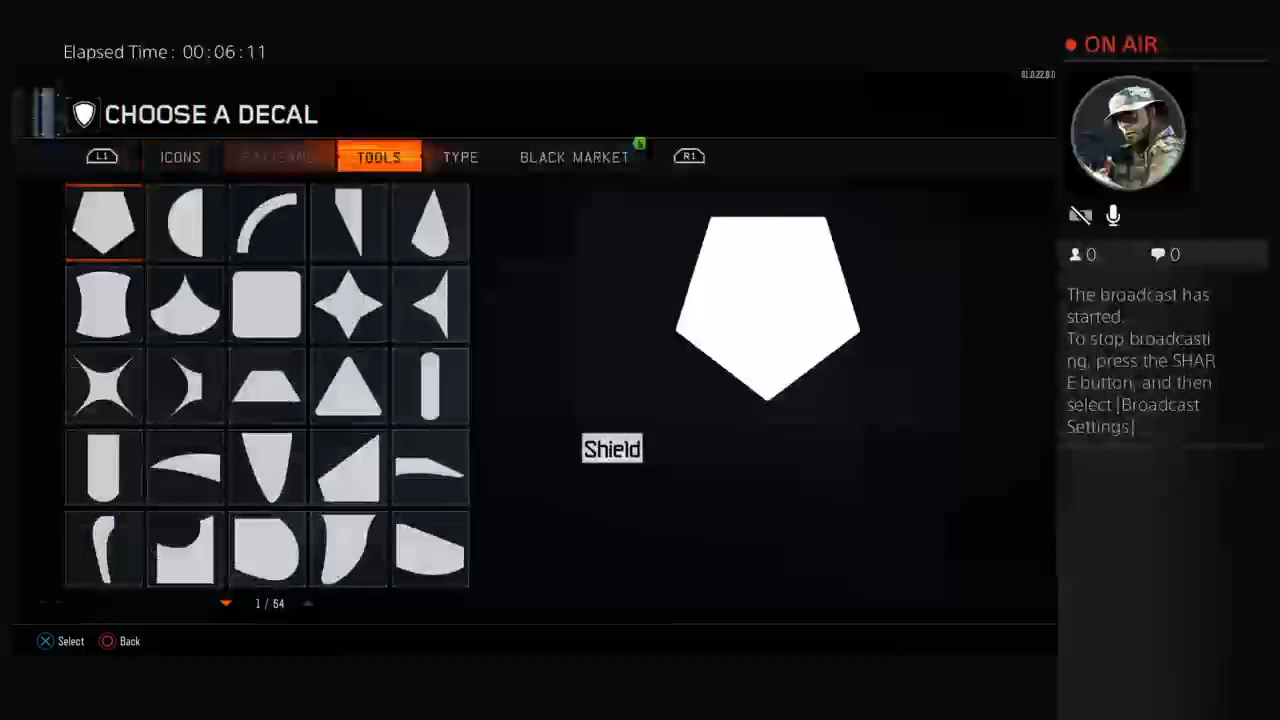 Elapsed Time: 00:06:11
ON AIR
CHOOSE A DECAL
L1
ICONS
TOOLS
TYPE
BLACK MARKET
R1
0
0
The broadcast has
started.
To stop broadcasti
ng, press the SHAR
E button, and then
select |Broadcast
Settings|
Shield
1 / 64
Select
Back